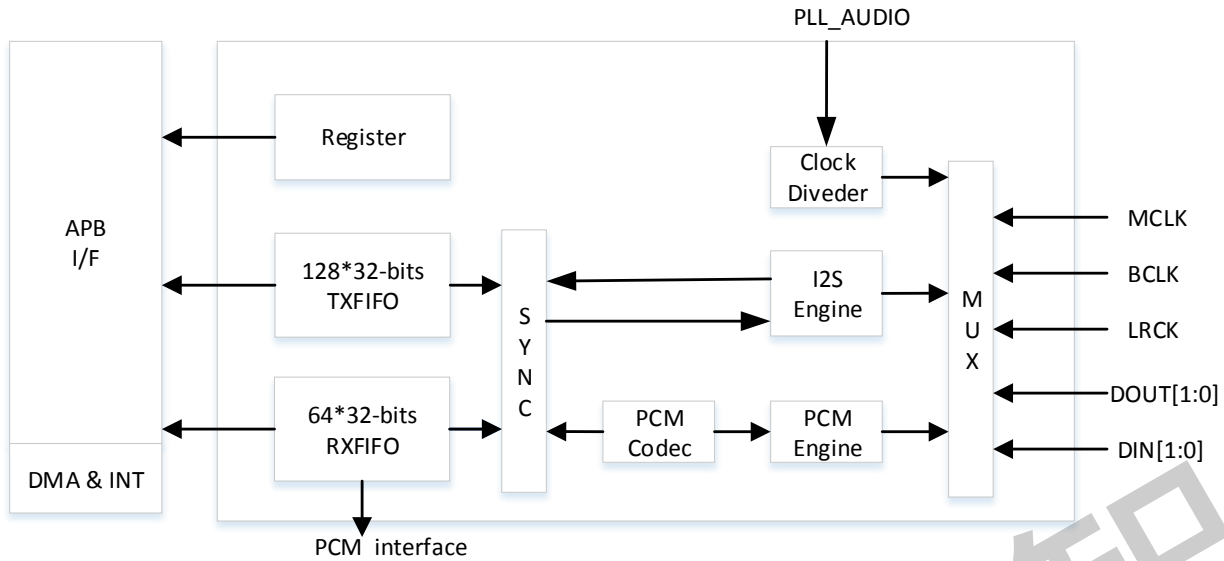 PLL_AUDIO
Register
Clock
Diveder
APB
I/F
MCLK
128*32-bits
TXFIFO
I2S
Engine
BCLK
S
Y
N
C
M
U
X
LRCK
64*32-bits
RXFIFO
PCM
Codec
PCM
Engine
DOUT[1:0]
DIN[1:0]
DMA & INT
PCM interface